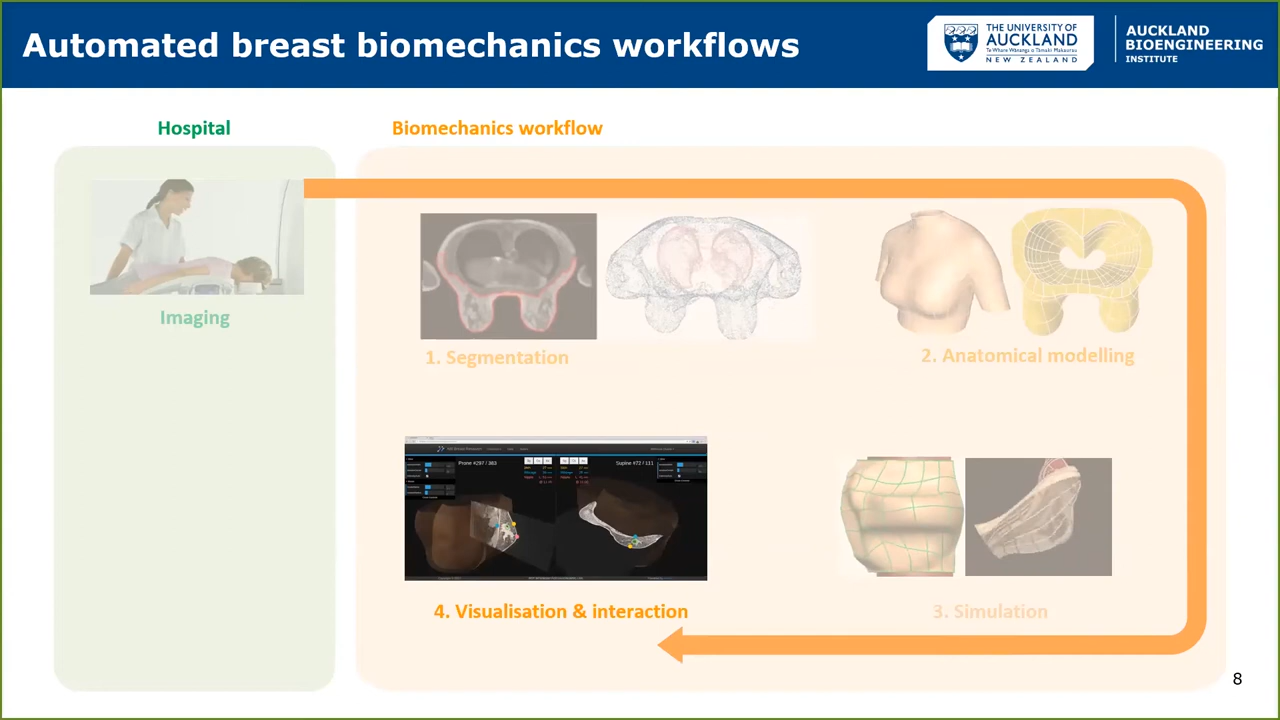 Automated breast biomechanics workflows
THE UNIVERSITY OF
AUCKLAND
Te Whare Wānanga o Tāmaki Makaurau
NEW ZEALAND
AUCKLAND
BIOENGINEERING
INSTITUTE
Hospital
Biomechanics workflow
Imaging
1. Segmentation
2. Anatomical modelling
Prone #297 / 383
Supine #72 / 111
4. Visualisation & interaction
3. Simulation
8